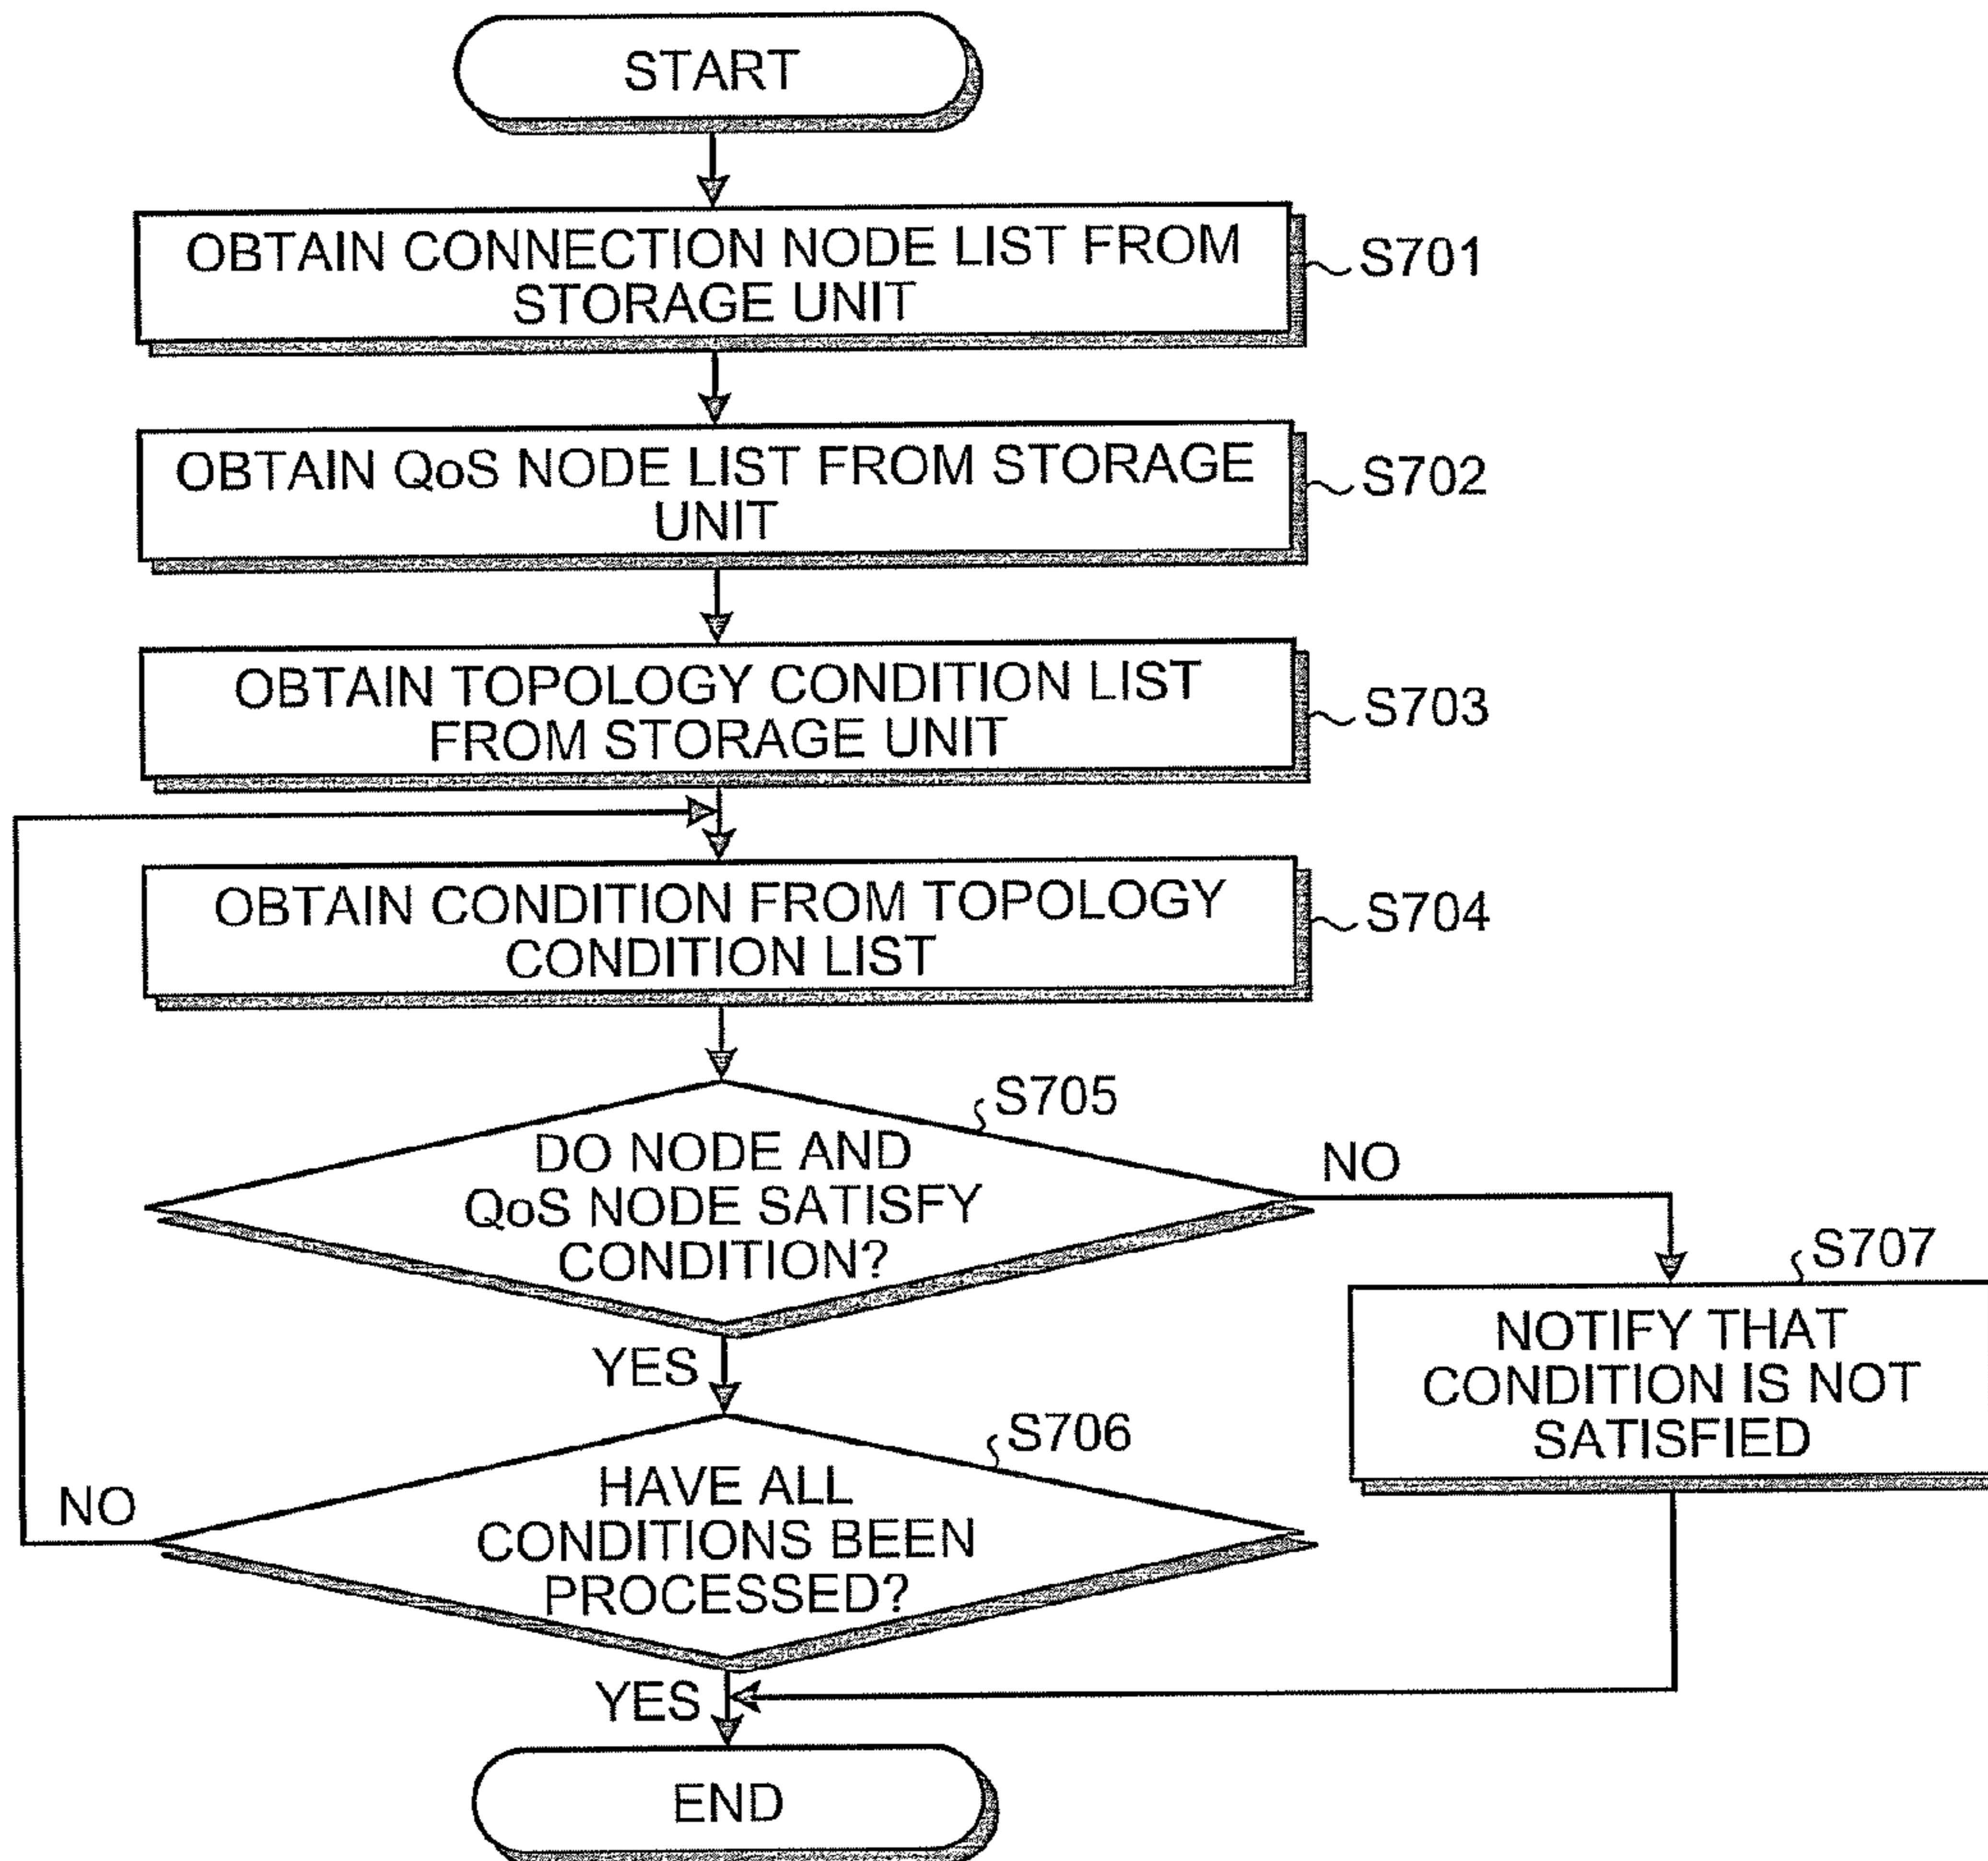 START
OBTAIN CONNECTION NODE LIST FROM
STORAGE UNIT
S701
OBTAIN QoS NODE LIST FROM STORAGE
UNIT
S702
OBTAIN TOPOLOGY CONDITION LIST
FROM STORAGE UNIT
S703
OBTAIN CONDITION FROM TOPOLOGY
CONDITION LIST
S704
S705
DO NODE AND
QoS NODE SATISFY
CONDITION?
NO
YES
S707
NOTIFY THAT
CONDITION IS NOT
SATISFIED
S706
HAVE ALL
CONDITIONS BEEN
PROCESSED?
NO
YES
END